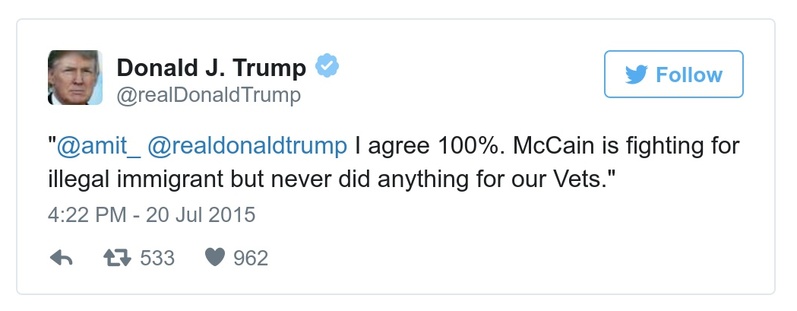 Donald J. Trump
@realDonaldTrump
Follow
"@amit_ @realdonaldtrump I agree 100%. McCain is fighting for
illegal immigrant but never did anything for our Vets."
4:22 PM - 20 Jul 2015
533 962